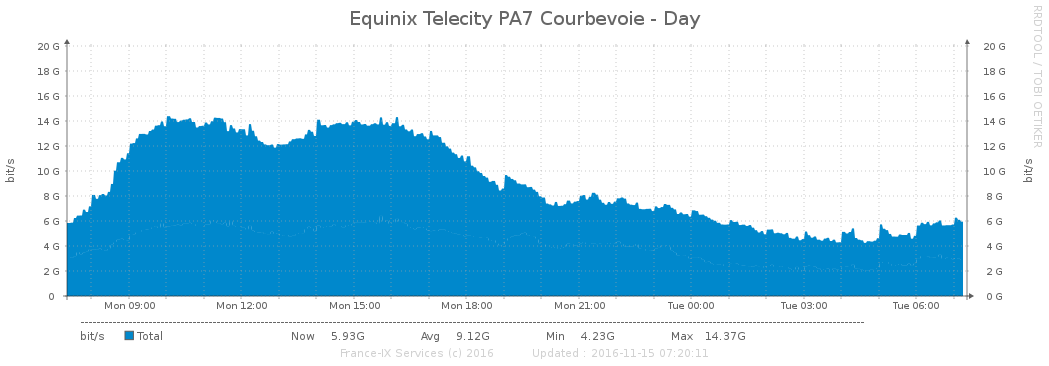 Equinix Telecity PA7 Courbevoie - Day
RRDTOOL / TOBI OETIKER
bit/s
20 G 20 G
18 G 18 G
16 G 16 G
14 G 14 G
12 G 12 G
10 G 10 G
8 G 8 G
6 G 6 G
4 G 4 G
2 G 2 G
0 0 G
bit/s
Mon 09:00 Mon 12:00 Mon 15:00 Mon 18:00 Mon 21:00 Tue 00:00 Tue 03:00 Tue 06:00
bit/s Total Now 5.93G Avg 9.12G Min 4.23G Max 14.37G
France-IX Services (c) 2016 Updated : 2016-11-15 07:20:11